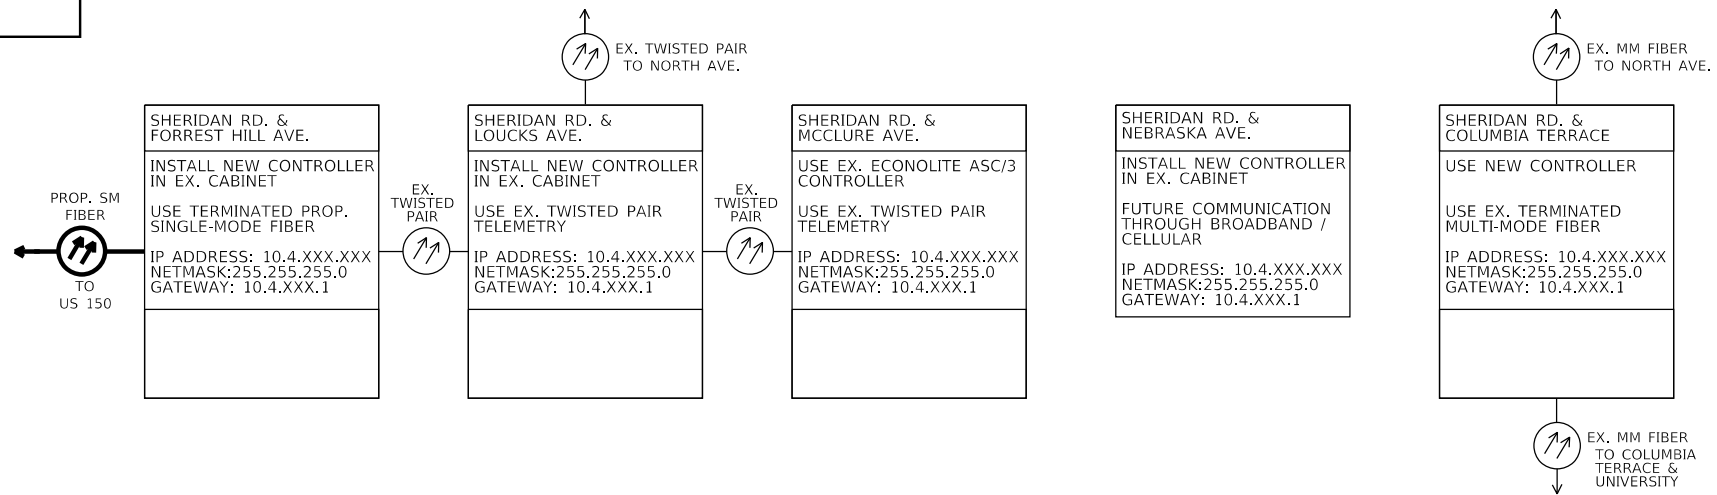 EX. TWISTED PAIR
TO NORTH AVE.
EX. MM FIBER
TO NORTH AVE.
PROP. SM
FIBER
TO
US 150
SHERIDAN RD. &
FORREST HILL AVE.
INSTALL NEW CONTROLLER
IN EX. CABINET
USE TERMINATED PROP.
SINGLE-MODE FIBER
IP ADDRESS: 10.4.XXX.XXX
NETMASK:255.255.255.0
GATEWAY: 10.4.XXX.1
EX.
TWISTED
PAIR
SHERIDAN RD. &
LOUCKS AVE.
INSTALL NEW CONTROLLER
IN EX. CABINET
USE EX. TWISTED PAIR
TELEMETRY
IP ADDRESS: 10.4.XXX.XXX
NETMASK:255.255.255.0
GATEWAY: 10.4.XXX.1
EX.
TWISTED
PAIR
SHERIDAN RD. &
MCCLURE AVE.
USE EX. ECONOLITE ASC/3
CONTROLLER
USE EX. TWISTED PAIR
TELEMETRY
IP ADDRESS: 10.4.XXX.XXX
NETMASK:255.255.255.0
GATEWAY: 10.4.XXX.1
SHERIDAN RD. &
NEBRASKA AVE.
INSTALL NEW CONTROLLER
IN EX. CABINET
FUTURE COMMUNICATION
THROUGH BROADBAND /
CELLULAR
IP ADDRESS: 10.4.XXX.XXX
NETMASK:255.255.255.0
GATEWAY: 10.4.XXX.1
SHERIDAN RD. &
COLUMBIA TERRACE
USE NEW CONTROLLER
USE EX. TERMINATED
MULTI-MODE FIBER
IP ADDRESS: 10.4.XXX.XXX
NETMASK:255.255.255.0
GATEWAY: 10.4.XXX.1
EX. MM FIBER
TO COLUMBIA
TERRACE &
UNIVERSITY